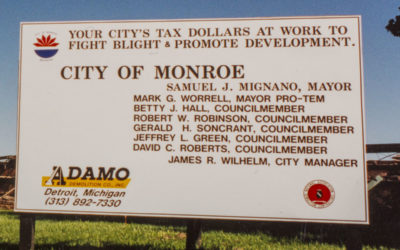 YOUR CITY'S TAX DOLLARS AT WORK TO
FIGHT BLIGHT & PROMOTE DEVELOPMENT.
CITY OF MONROE
SAMUEL J. MIGNANO, MAYOR
MARK G. WORRELL, MAYOR PRO-TEM
BETTY J. HALL, COUNCILMEMBER
ROBERT W. ROBINSON, COUNCILMEMBER
GERALD H. SONCRANT, COUNCILMEMBER
JEFFREY L. GREEN, COUNCILMEMBER
DAVID C. ROBERTS, COUNCILMEMBER
JAMES R. WILHELM, CITY MANAGER
ADAMO
DEMOLITION CO., INC.
Detroit, Michigan
(313) 892-7330